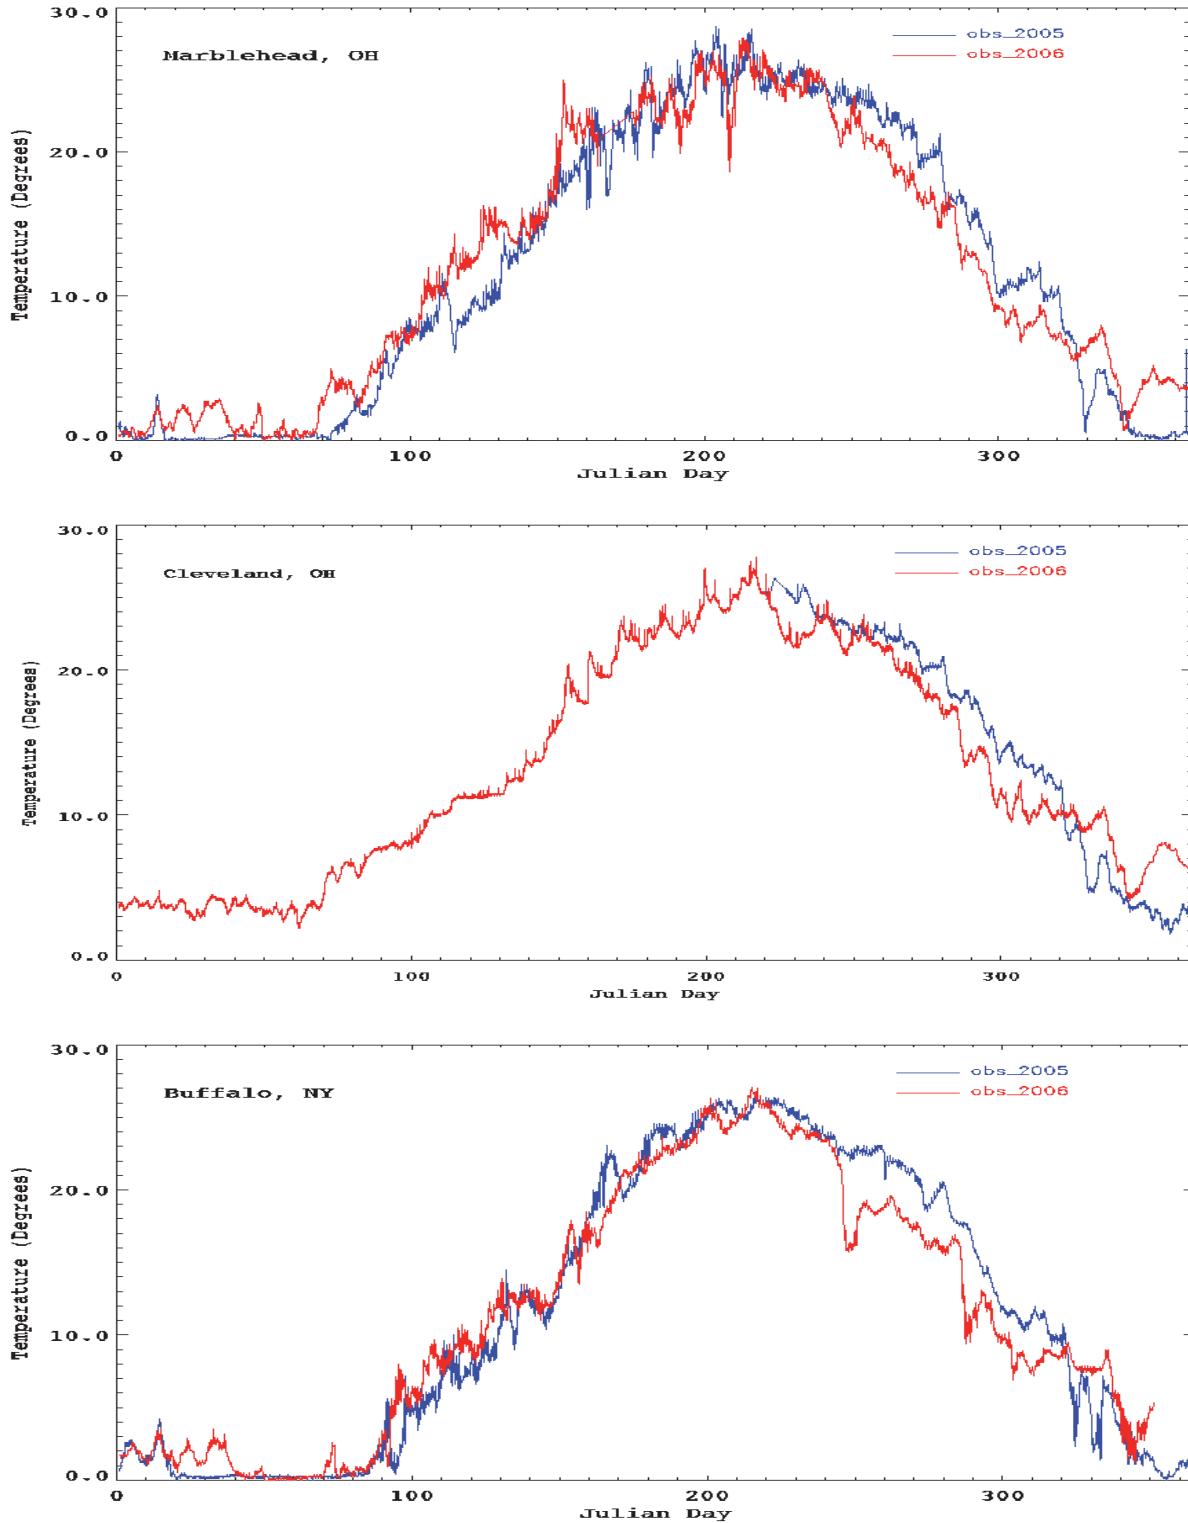 30.0
Marblehead, OH
obs_2005
obs_2006
20.0
Temperature (Degrees)
10.0
0.0
0 100 200 300
Julian Day
30.0
Cleveland, OH
obs_2005
obs_2006
20.0
Temperature (Degrees)
10.0
0.0
0 100 200 300
Julian Day
30.0
Buffalo, NY
obs_2005
obs_2006
20.0
Temperature (Degrees)
10.0
0.0
0 100 200 300
Julian Day